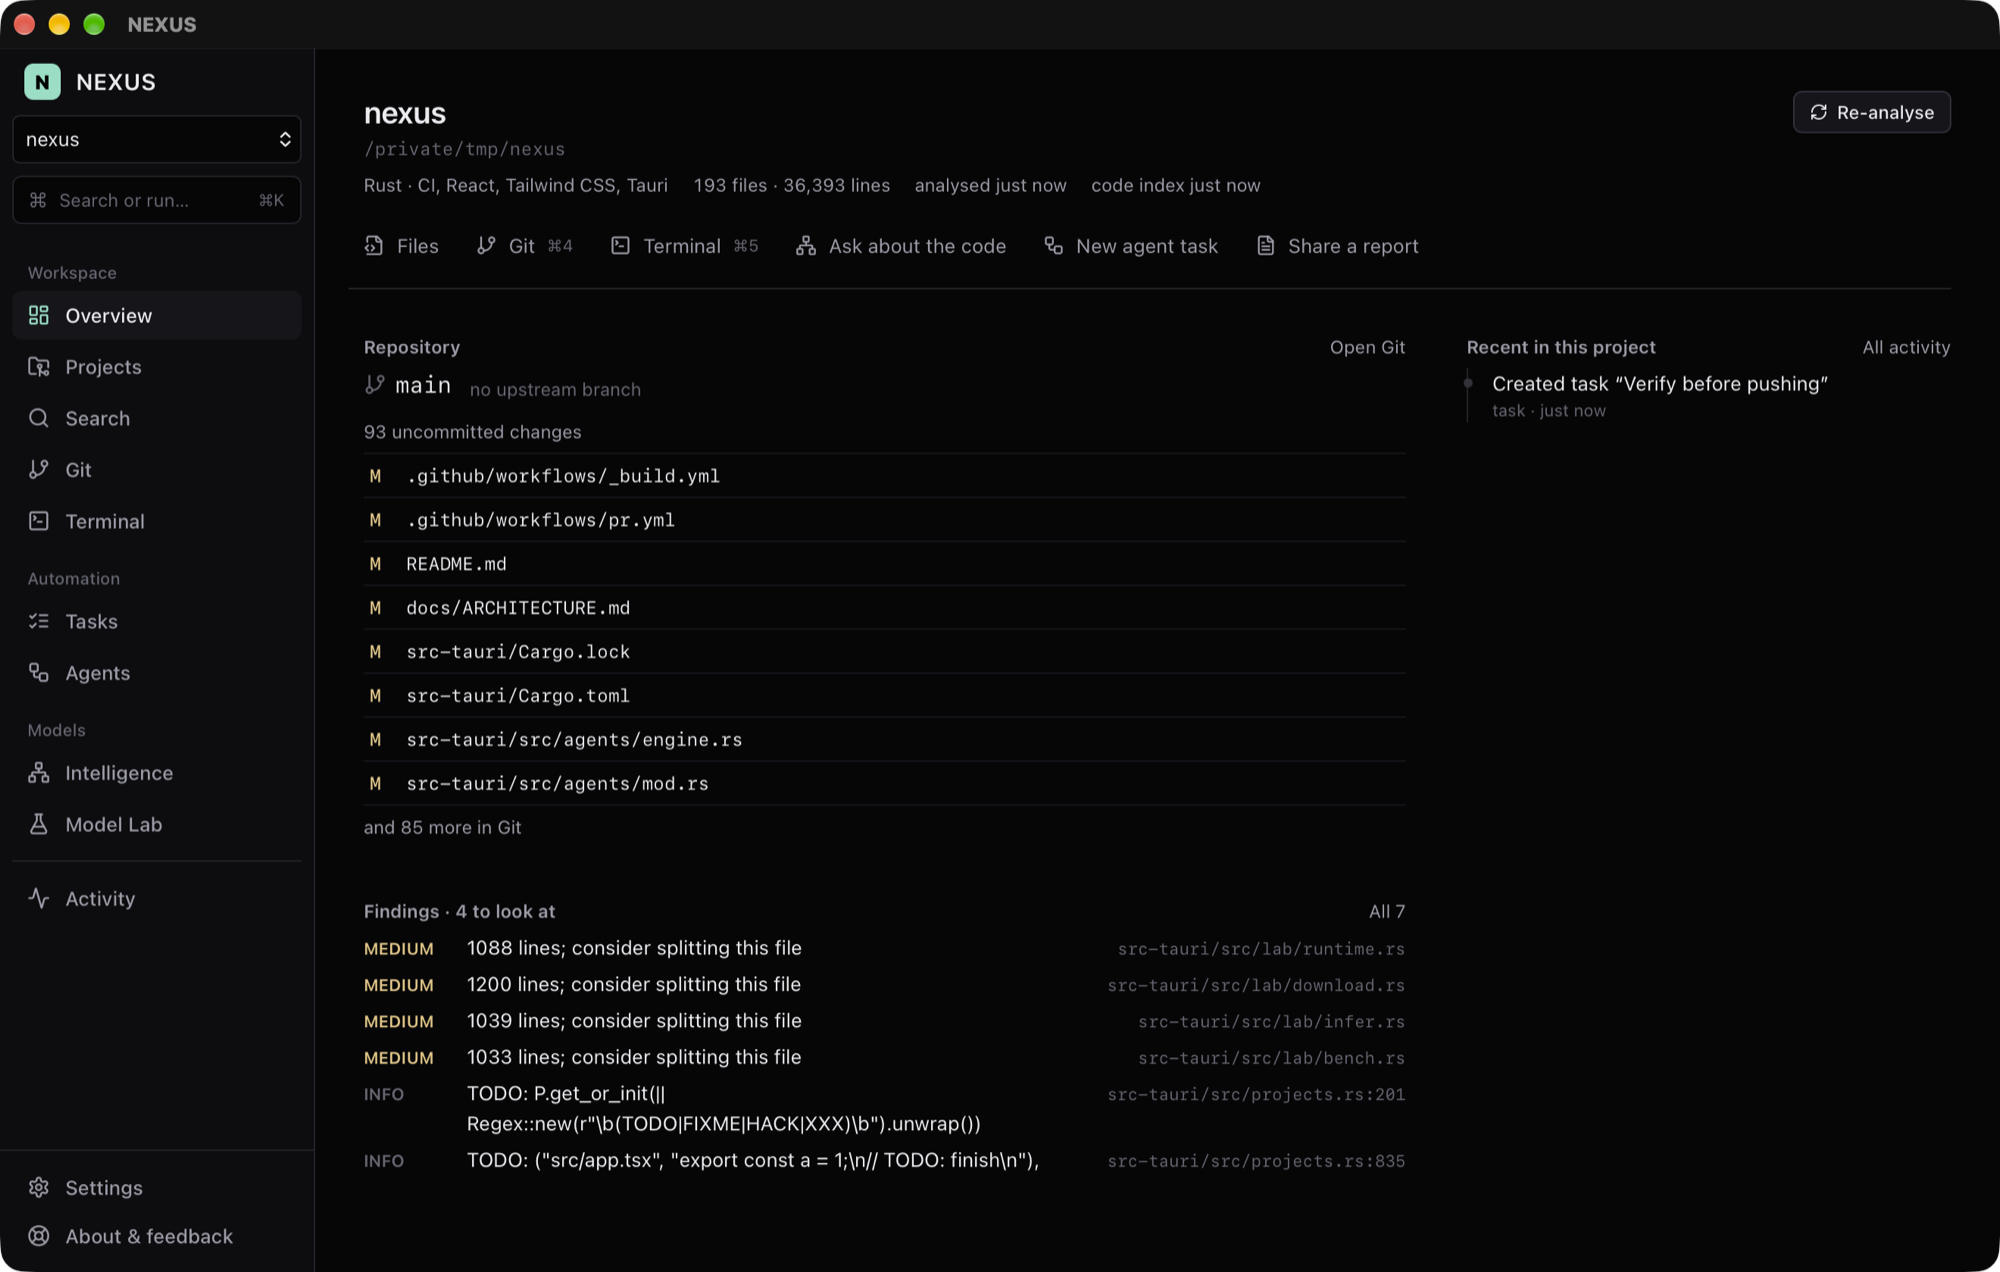 NEXUS
N NEXUS
nexus
⌘ Search or run... ⌘K
Workspace
Overview
Projects
Search
Git
Terminal
Automation
Tasks
Agents
Models
Intelligence
Model Lab
Activity
Settings
About & feedback
nexus
Re-analyse
/private/tmp/nexus
Rust · CI, React, Tailwind CSS, Tauri 193 files · 36,393 lines analysed just now code index just now
Files Git ⌘4 Terminal ⌘5 Ask about the code New agent task Share a report
Repository Open Git
main no upstream branch
93 uncommitted changes
M .github/workflows/_build.yml
M .github/workflows/pr.yml
M README.md
M docs/ARCHITECTURE.md
M src-tauri/Cargo.lock
M src-tauri/Cargo.toml
M src-tauri/src/agents/engine.rs
M src-tauri/src/agents/mod.rs
and 85 more in Git
Findings · 4 to look at All 7
MEDIUM 1088 lines; consider splitting this file src-tauri/src/lab/runtime.rs
MEDIUM 1200 lines; consider splitting this file src-tauri/src/lab/download.rs
MEDIUM 1039 lines; consider splitting this file src-tauri/src/lab/infer.rs
MEDIUM 1033 lines; consider splitting this file src-tauri/src/lab/bench.rs
INFO TODO: P.get_or_init(|| src-tauri/src/projects.rs:201
Regex::new(r"\b(TODO|FIXME|HACK|XXX)\b").unwrap())
INFO TODO: ("src/app.tsx", "export const a = 1;\n// TODO: finish\n"), src-tauri/src/projects.rs:835
Recent in this project All activity
Created task “Verify before pushing”
task · just now